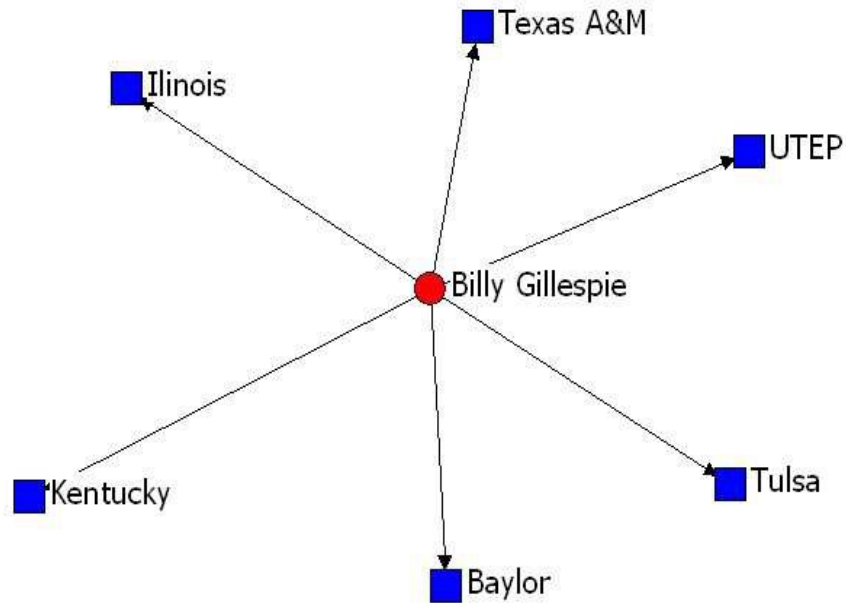 Texas A&M
Ilinois
UTEP
Billy Gillespie
Kentucky
Tulsa
Baylor